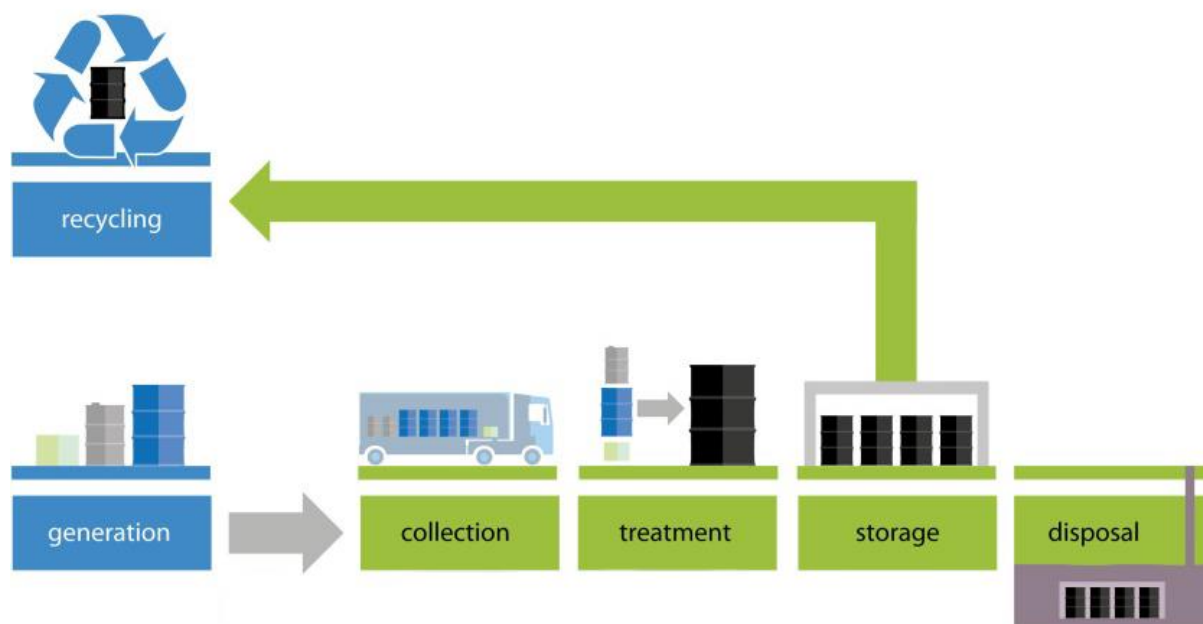 recycling
generation
collection
treatment
storage
disposal